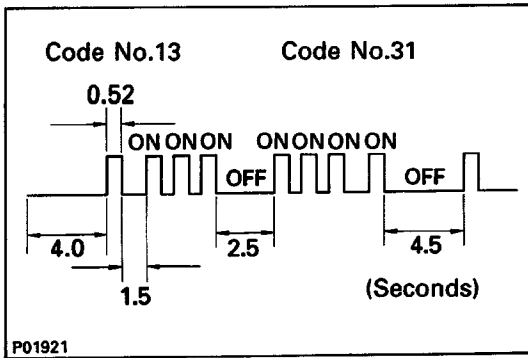 Code No.13 Code No.31
0.52
ON ON ON ON ON ON ON
OFF OFF
4.0 2.5 4.5
1.5 (Seconds)
P01921